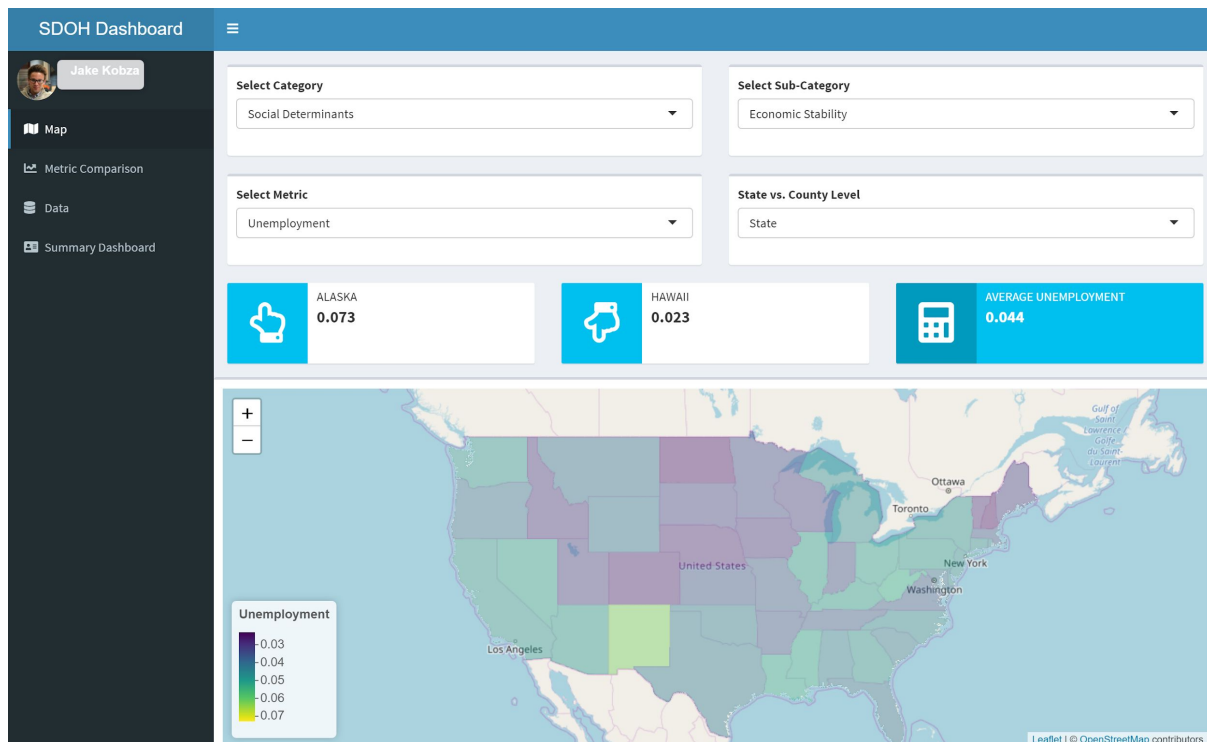 SDOH Dashboard
Jake Kobza
Map
Metric Comparison
Data
Summary Dashboard
Select Category
Social Determinants
Select Sub-Category
Economic Stability
Select Metric
Unemployment
State vs. County Level
State
ALASKA
0.073
HAWAII
0.023
AVERAGE UNEMPLOYMENT
0.044
+
−
Gulf of
Saint
Lawrence
Golfe
du Saint-
Laurent
Ottawa
Toronto
New York
United States
Washington
Los Angeles
Unemployment
0.03
0.04
0.05
0.06
0.07
Leaflet | © OpenStreetMap contributors